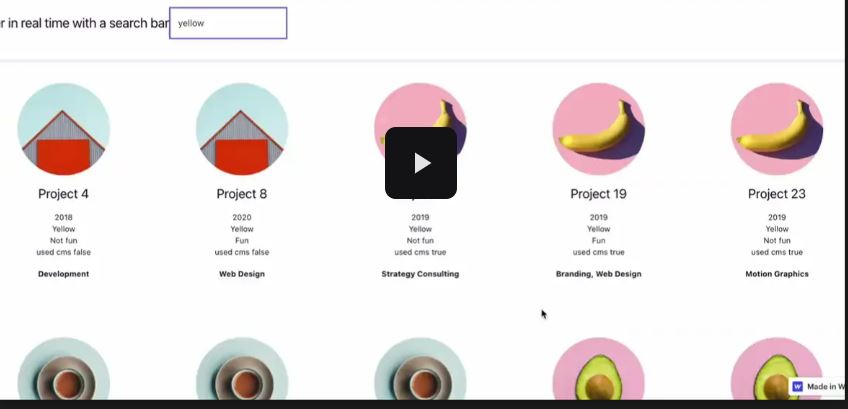 r in real time with a search bar
yellow
Project 4
2018
Yellow
Not fun
used cms false
Development
Project 8
2020
Yellow
Fun
used cms false
Web Design
2019
Yellow
Not fun
used cms true
Strategy Consulting
Project 19
2019
Yellow
Fun
used cms true
Branding, Web Design
Project 23
2019
Yellow
Not fun
used cms true
Motion Graphics
Made in W